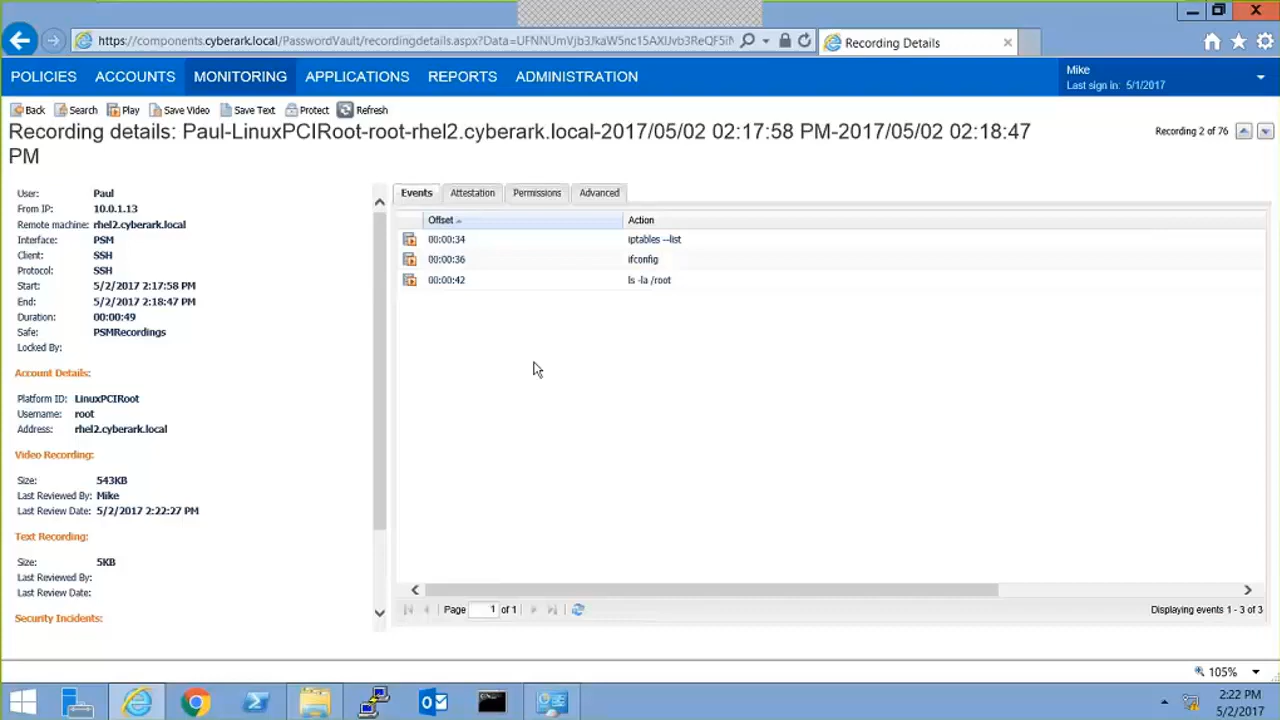 https://components.cyberark.local/PasswordVault/recordingdetails.aspx?
Recording Details
POLICIES ACCOUNTS MONITORING APPLICATIONS REPORTS ADMINISTRATION
Mike
Last sign in: 5/1/2017
Back Search Play Save Video Save Text Protect Refresh
Recording details: Paul-LinuxPCIRoot-root-rhel2.cyberark.local-2017/05/02 02:17:58 PM-2017/05/02 02:18:47
PM
Recording 2 of 76
User: Paul
From IP: 10.0.1.13
Remote machine: rhel2.cyberark.local
Interface: PSM
Client: SSH
Protocol: SSH
Start: 5/2/2017 2:17:58 PM
End: 5/2/2017 2:18:47 PM
Duration: 00:00:49
Safe: PSMRecordings
Locked By:
Account Details:
Platform ID: LinuxPCIRoot
Username: root
Address: rhel2.cyberark.local
Video Recording:
Size: 543KB
Last Reviewed By: Mike
Last Review Date: 5/2/2017 2:22:27 PM
Text Recording:
Size: 5KB
Last Reviewed By:
Last Review Date:
Security Incidents:
Events Attestation Permissions Advanced
Offset Action
00:00:34 iptables --list
00:00:36 ifconfig
00:00:42 ls -la /root
Page 1 of 1
Displaying events 1 - 3 of 3
105%
2:22 PM
5/2/2017